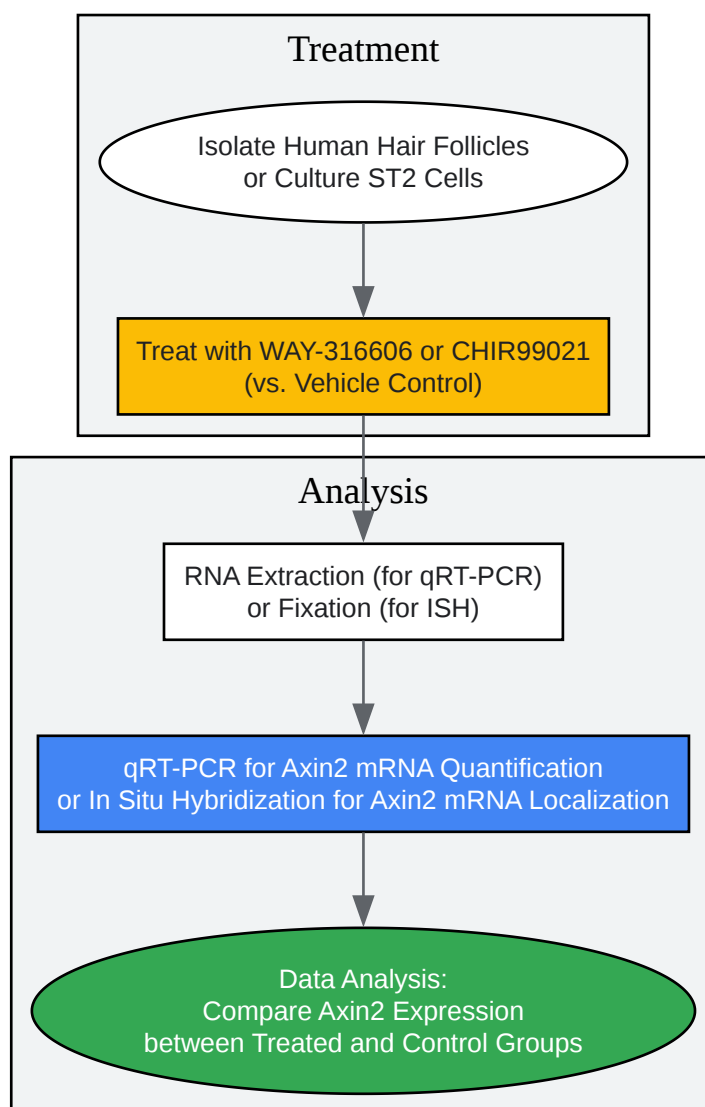 Treatment
Isolate Human Hair Follicles
or Culture ST2 Cells
Treat with WAY-316606 or CHIR99021
(vs. Vehicle Control)
Analysis
RNA Extraction (for qRT-PCR)
or Fixation (for ISH)
qRT-PCR for Axin2 mRNA Quantification
or In Situ Hybridization for Axin2 mRNA Localization
Data Analysis:
Compare Axin2 Expression
between Treated and Control Groups